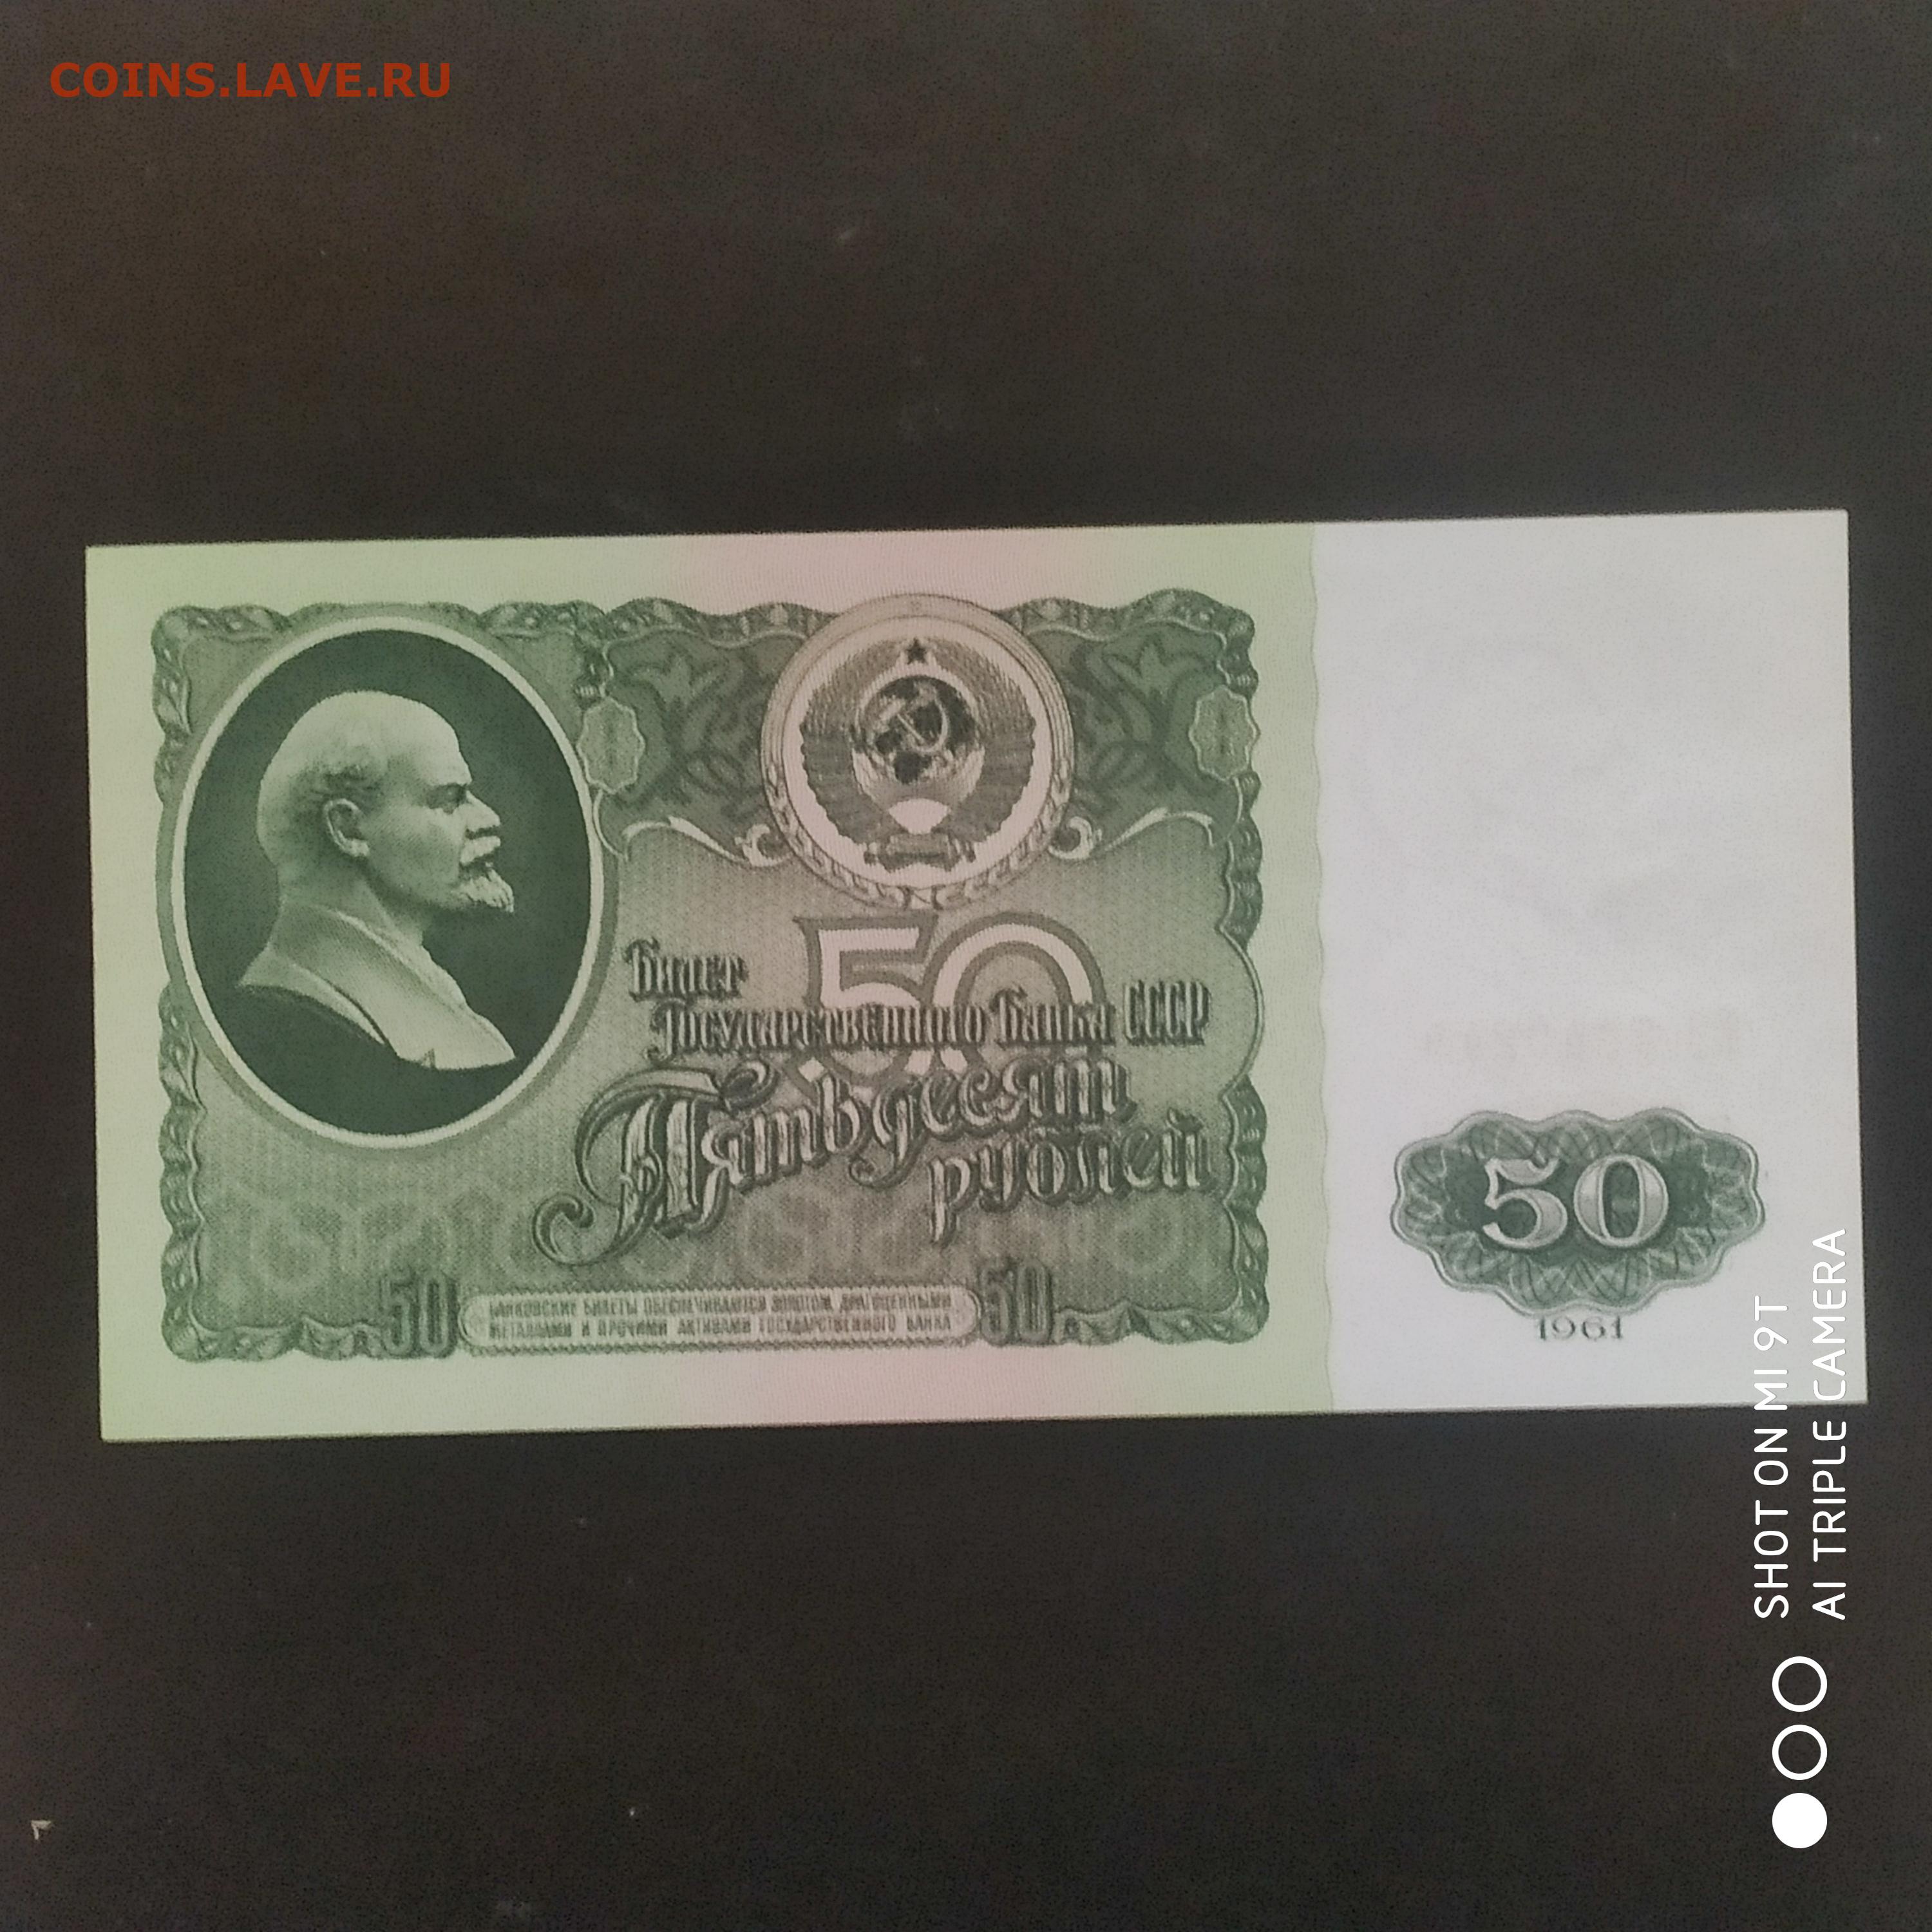 COINS.LAVE.RU
50
Билет
Государственного Банка СССР
Пятьдесят
рублей
50
БАНКОВСКИЕ БИЛЕТЫ ОБЕСПЕЧИВАЮТСЯ ЗОЛОТОМ, ДРАГОЦЕННЫМИ
МЕТАЛЛАМИ И ПРОЧИМИ АКТИВАМИ ГОСУДАРСТВЕННОГО БАНКА
50
50
1961
SHOT ON MI 9T
AI TRIPLE CAMERA